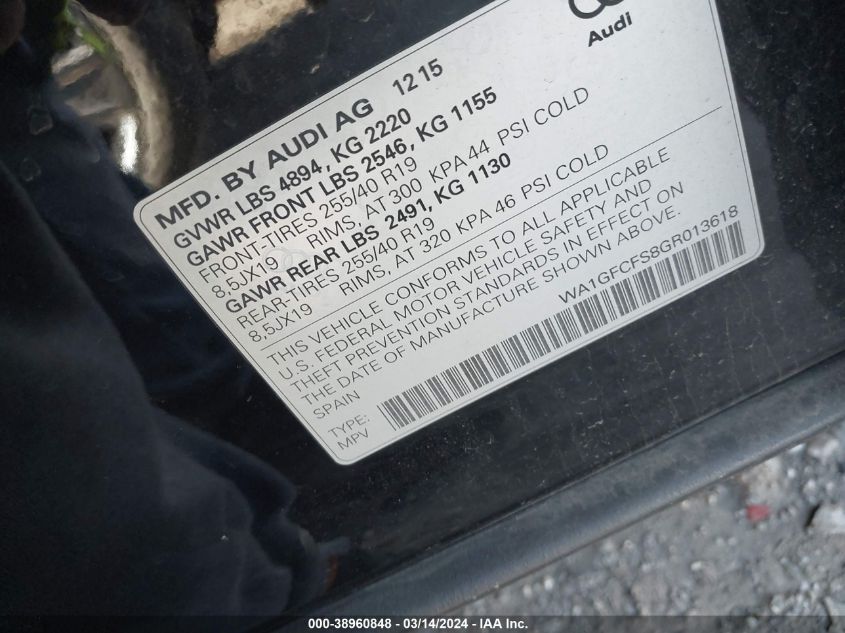 Audi
MFD. BY AUDI AG 12 15
GVWR LBS 4894, KG 2220
GAWR FRONT LBS 2546, KG 1155
FRONT-TIRES 255/40 R19
8,5JX19 RIMS, AT 300 KPA 44 PSI COLD
GAWR REAR LBS 2491, KG 1130
REAR-TIRES 255/40 R19
8,5JX19 RIMS, AT 320 KPA 46 PSI COLD
THIS VEHICLE CONFORMS TO ALL APPLICABLE
U.S. FEDERAL MOTOR VEHICLE SAFETY AND
THEFT PREVENTION STANDARDS IN EFFECT ON
THE DATE OF MANUFACTURE SHOWN ABOVE.
SPAIN
WA1GFCFS8GR013618
TYPE:
MPV
000-38960848 - 03/14/2024 - IAA Inc.